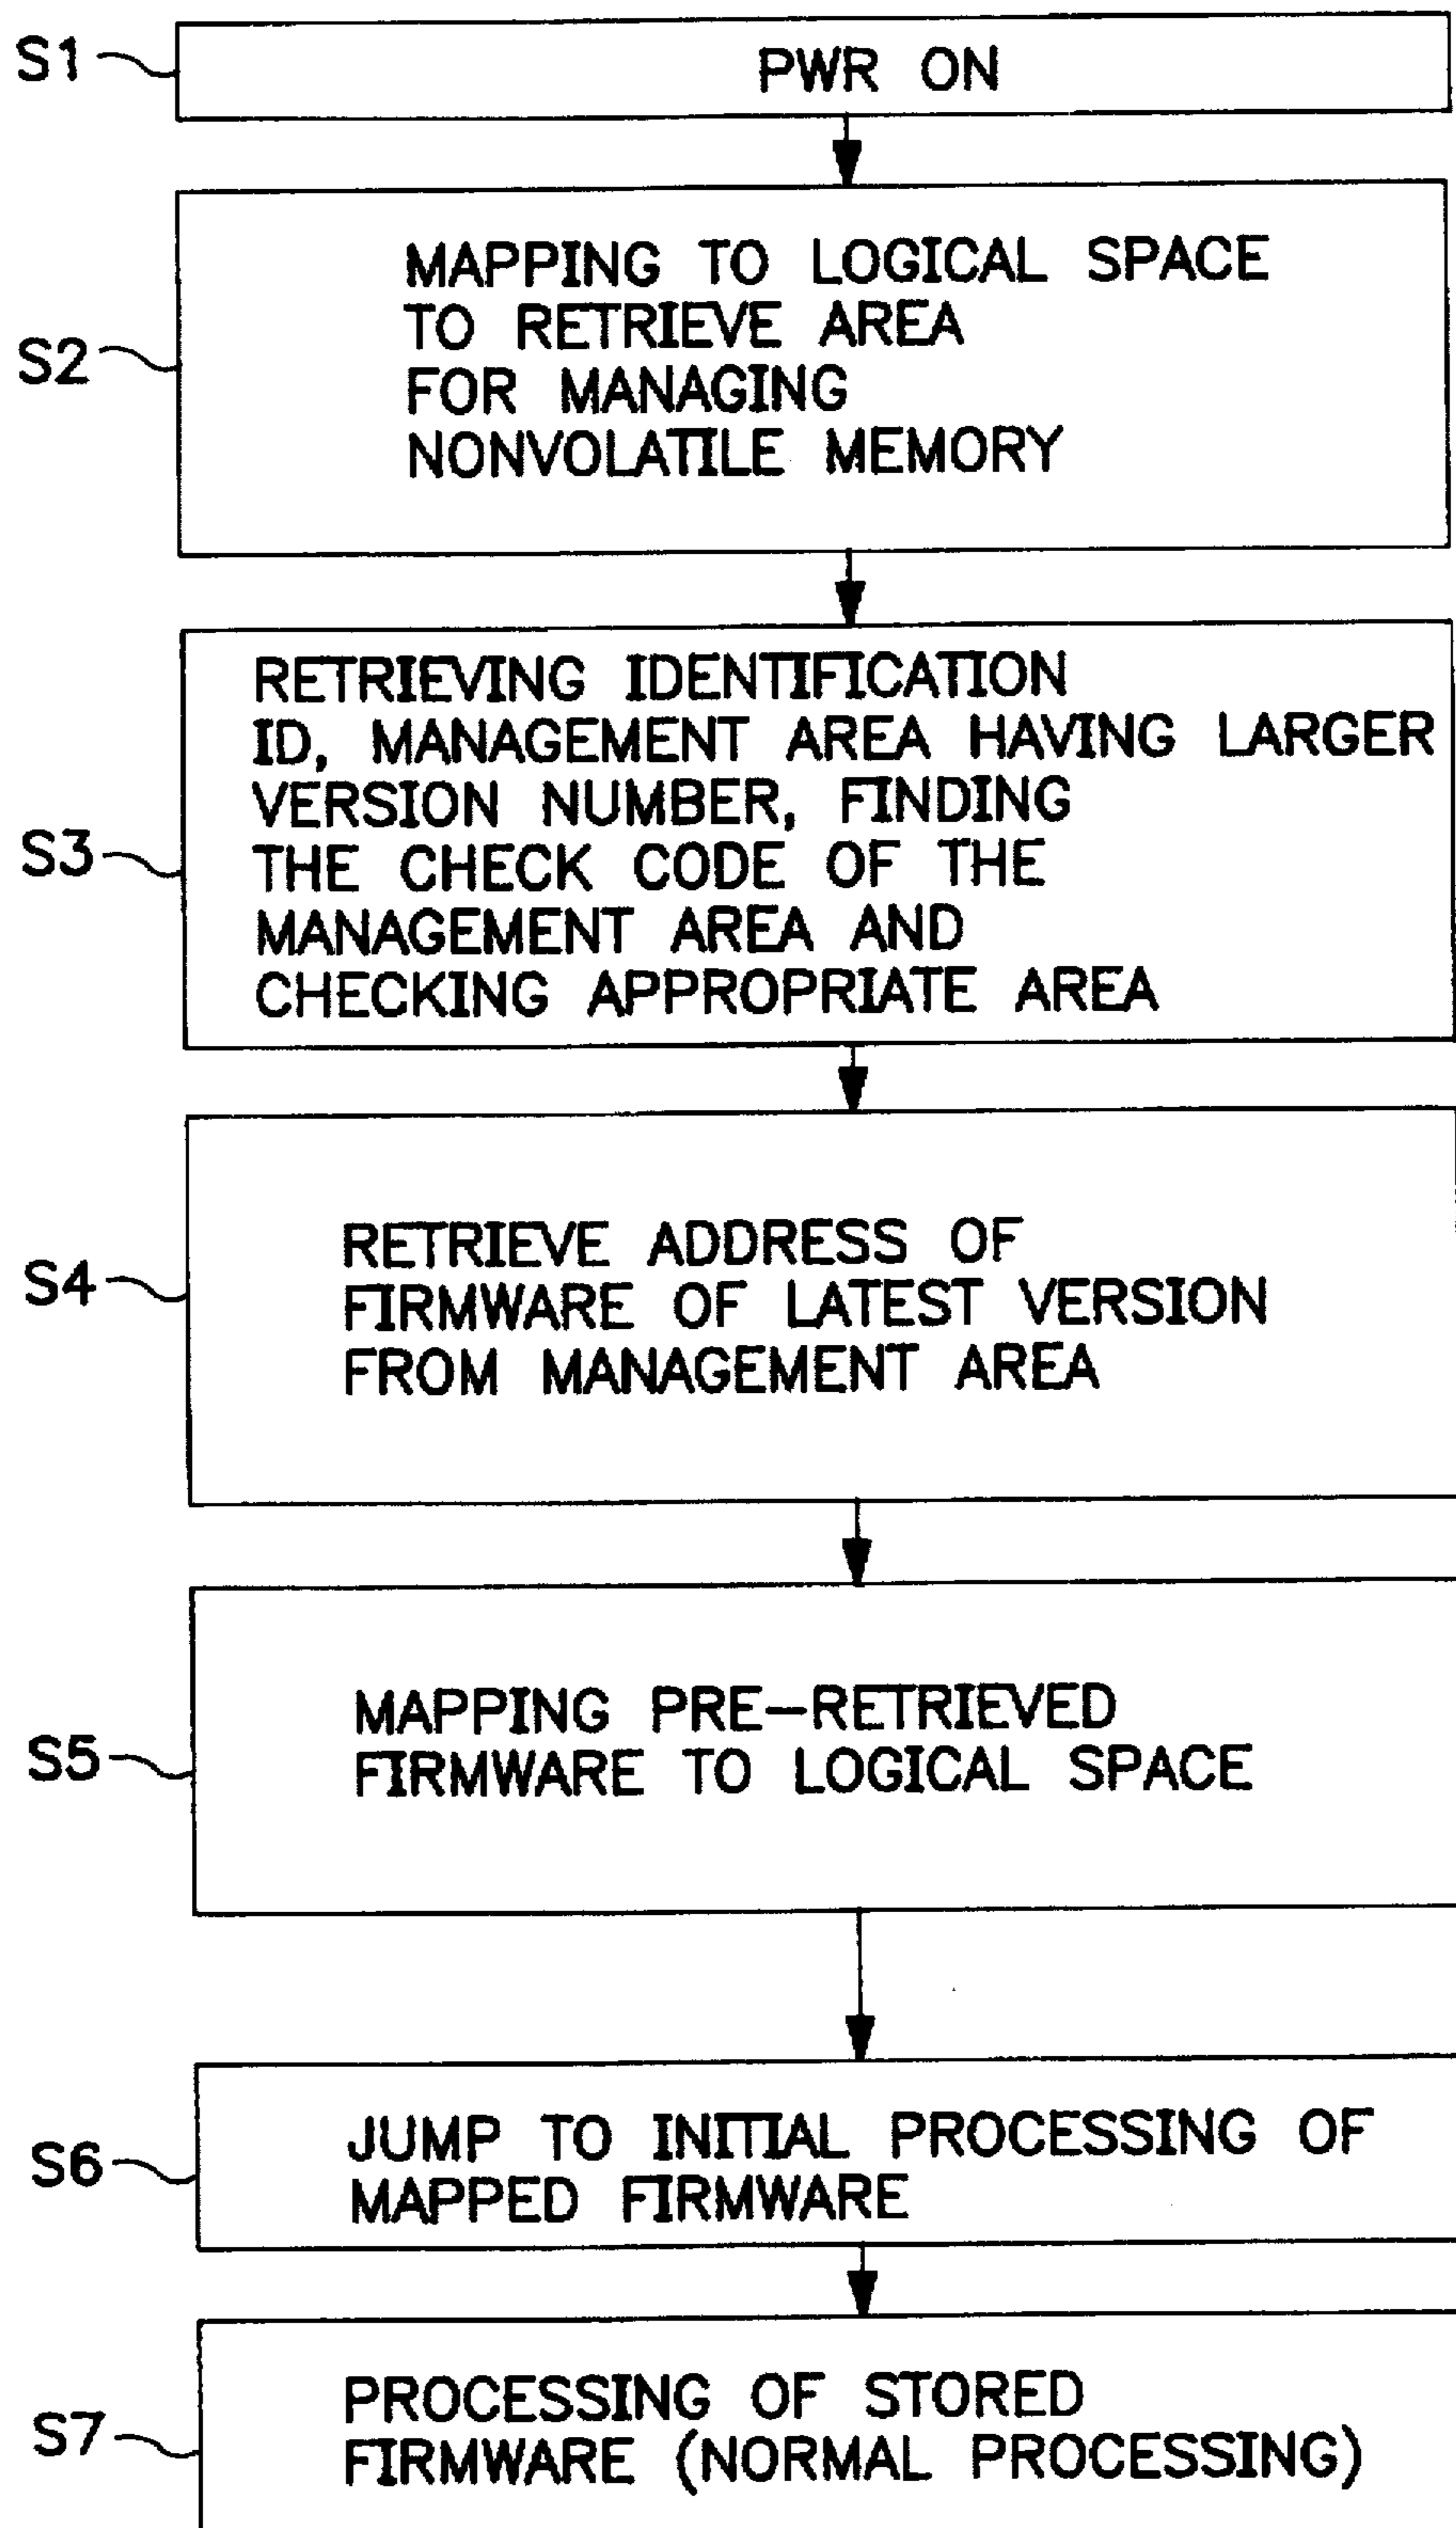 S1
PWR ON
S2
MAPPING TO LOGICAL SPACE
TO RETRIEVE AREA
FOR MANAGING
NONVOLATILE MEMORY
S3
RETRIEVING IDENTIFICATION
ID, MANAGEMENT AREA HAVING LARGER
VERSION NUMBER, FINDING
THE CHECK CODE OF THE
MANAGEMENT AREA AND
CHECKING APPROPRIATE AREA
S4
RETRIEVE ADDRESS OF
FIRMWARE OF LATEST VERSION
FROM MANAGEMENT AREA
S5
MAPPING PRE-RETRIEVED
FIRMWARE TO LOGICAL SPACE
S6
JUMP TO INITIAL PROCESSING OF
MAPPED FIRMWARE
S7
PROCESSING OF STORED
FIRMWARE (NORMAL PROCESSING)